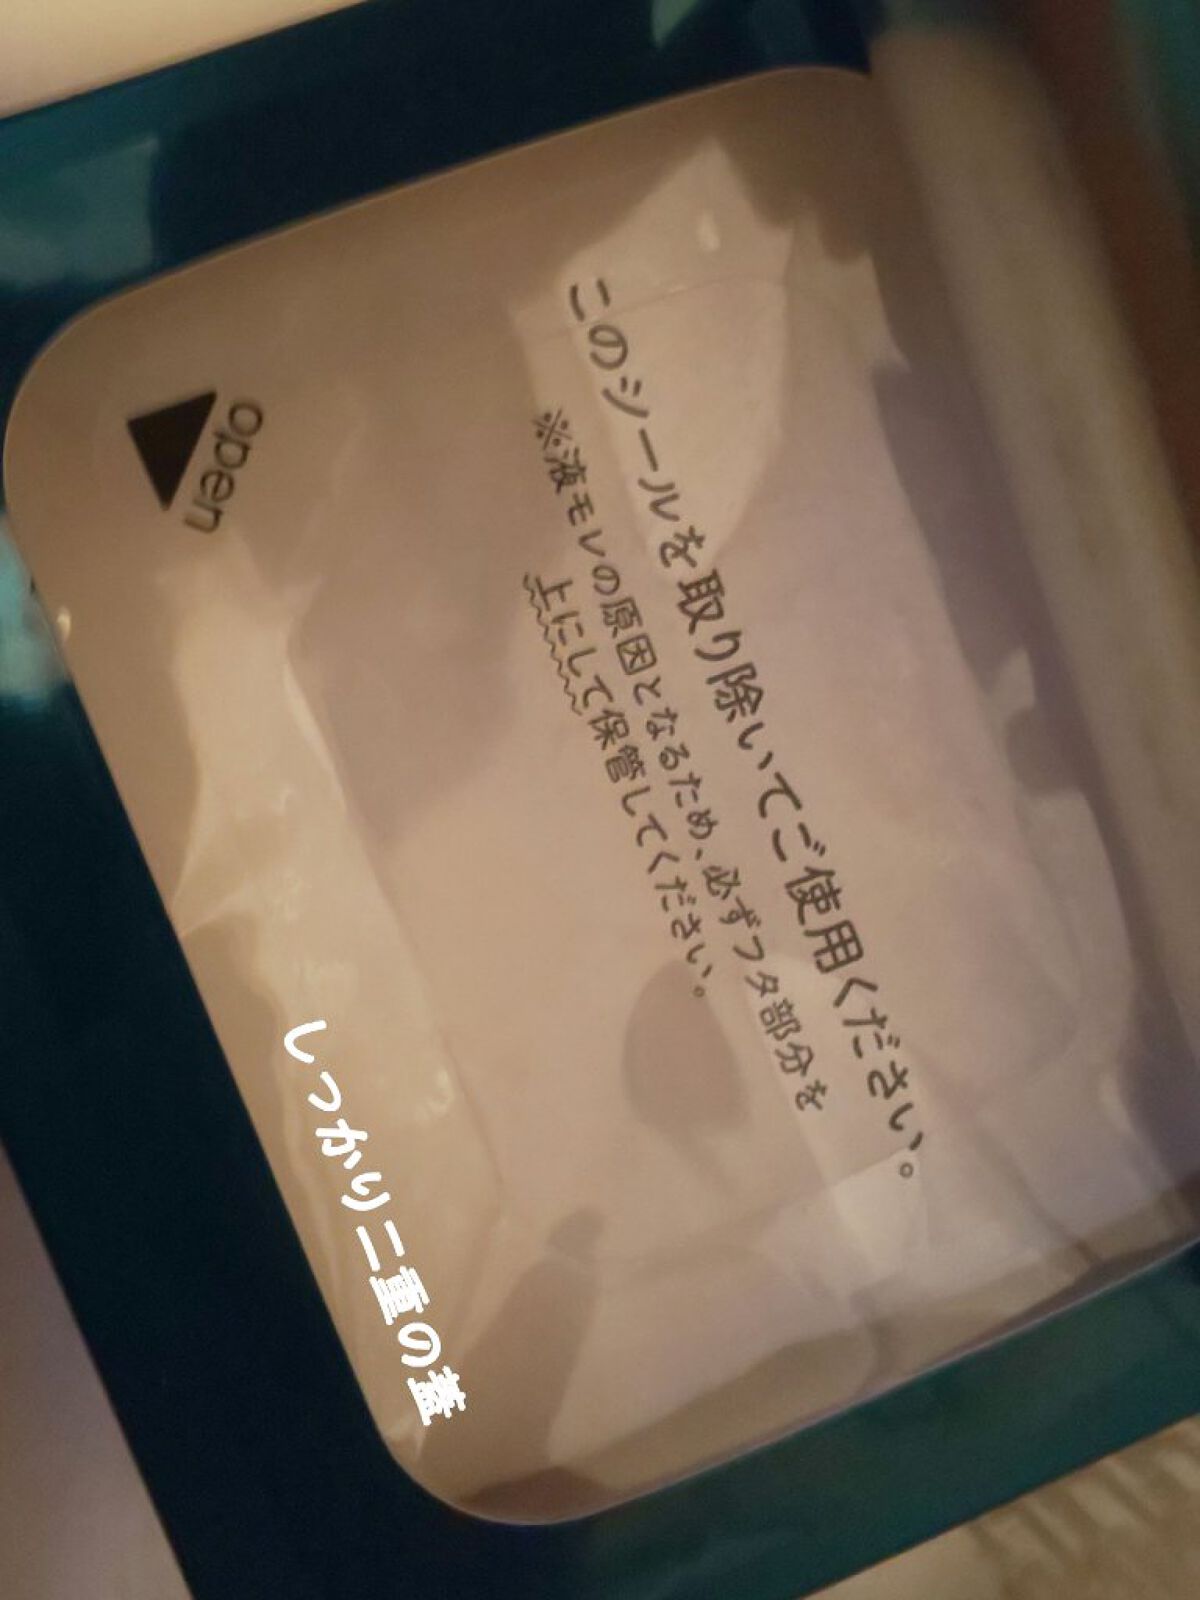 このシールを取り除いてご使用ください。
※液モレの原因となるため、必ずフタ部分を
上にして保管してください。
open
しっかり二重の蓋